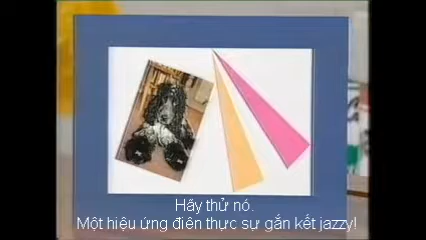 Hãy thử nó.
Một hiệu ứng điên thực sự gắn kết jazzy!